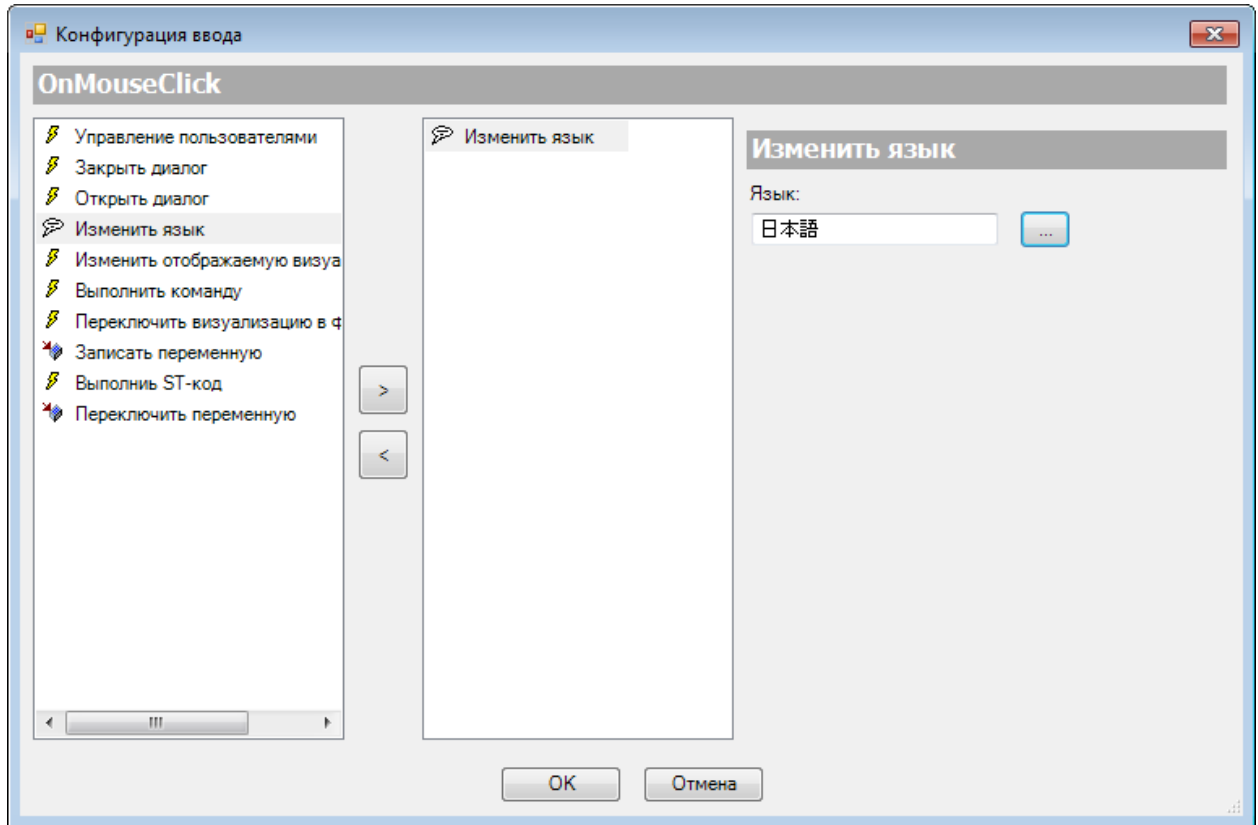 Конфигурация ввода
OnMouseClick
Управление пользователями
Закрыть диалог
Открыть диалог
Изменить язык
Изменить отображаемую визуа
Выполнить команду
Переключить визуализацию в ф
Записать переменную
Выполниь ST-код
Переключить переменную
>
<
Изменить язык
Изменить язык
Язык:
日本語
...
OK
Отмена